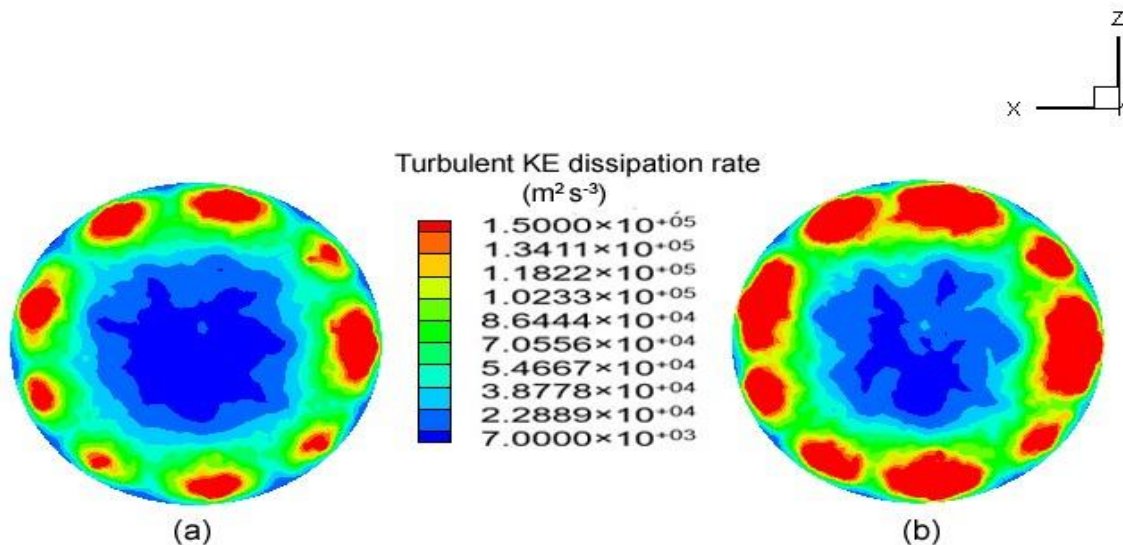 Z
X
Turbulent KE dissipation rate
(m² s⁻³)
1.5000×10⁺⁰⁵
1.3411×10⁺⁰⁵
1.1822×10⁺⁰⁵
1.0233×10⁺⁰⁵
8.6444×10⁺⁰⁴
7.0556×10⁺⁰⁴
5.4667×10⁺⁰⁴
3.8778×10⁺⁰⁴
2.2889×10⁺⁰⁴
7.0000×10⁺⁰³
(a)
(b)